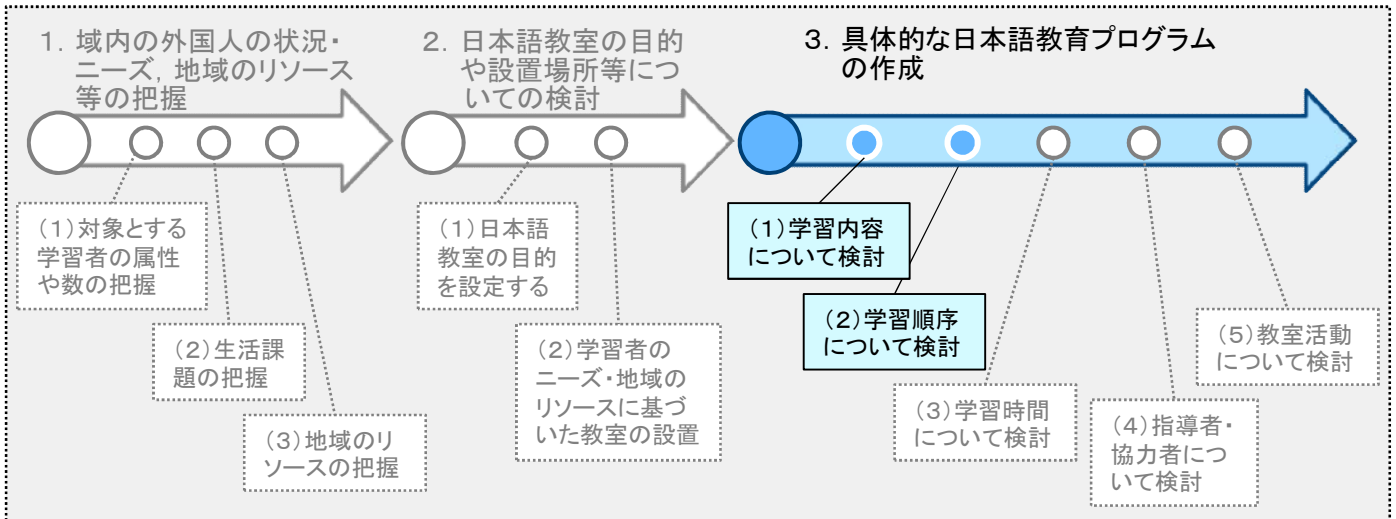 1．域内の外国人の状況・
ニーズ，地域のリソース
等の把握
2．日本語教室の目的
や設置場所等につ
いての検討
3．具体的な日本語教育プログラム
の作成
（1）対象とする
学習者の属性
や数の把握
（2）生活課
題の把握
（3）地域のリ
ソースの把握
（1）日本語
教室の目的
を設定する
（2）学習者の
ニーズ・地域の
リソースに基づ
いた教室の設置
（1）学習内容
について検討
（2）学習順序
について検討
（3）学習時間
について検討
（4）指導者・
協力者につ
いて検討
（5）教室活動
について検討